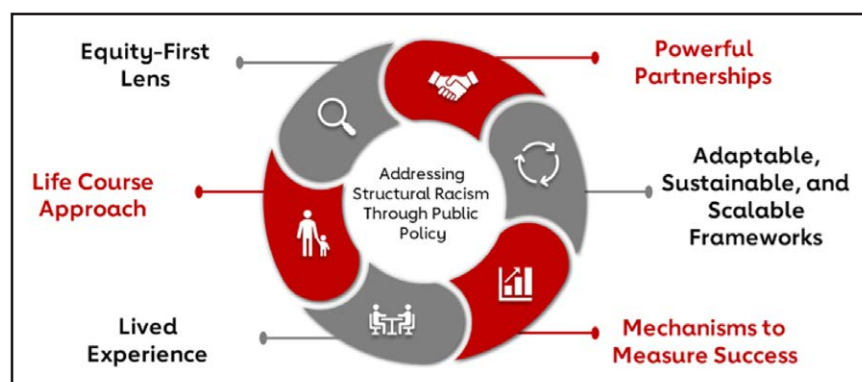 Equity-First
Lens
Powerful
Partnerships
Life Course
Approach
Addressing
Structural Racism
Through Public
Policy
Adaptable,
Sustainable, and
Scalable
Frameworks
Lived
Experience
Mechanisms to
Measure Success